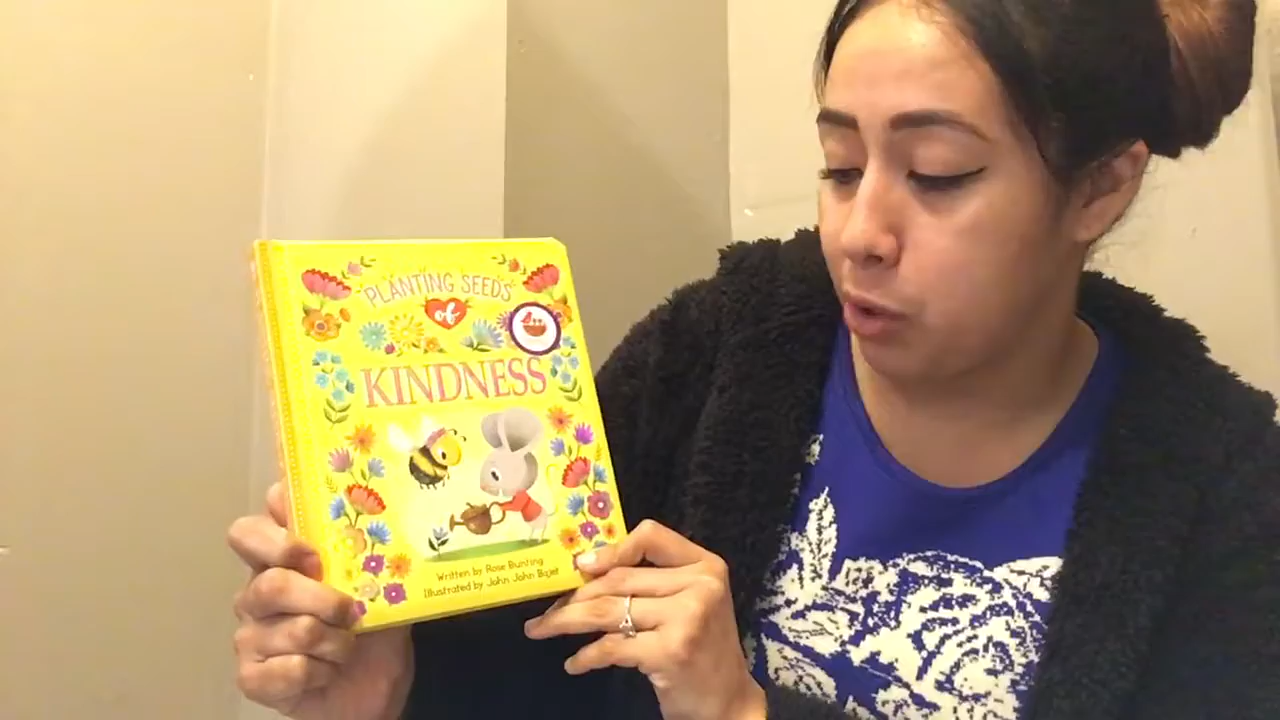 PLANTING SEEDS
of
KINDNESS
Written by Rose Bunting
Illustrated by John John Bajet